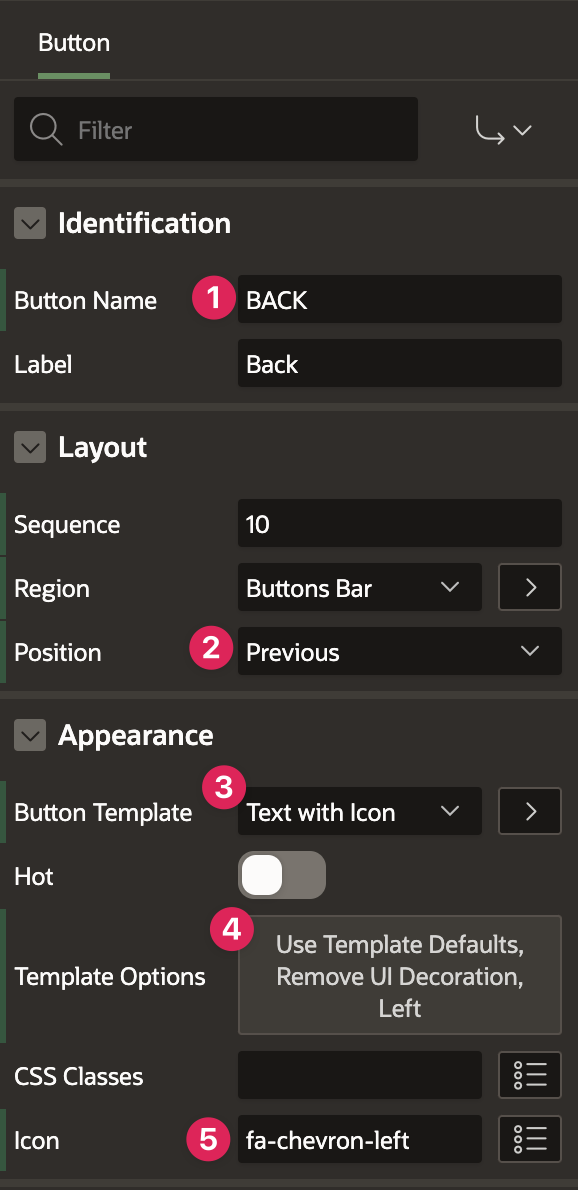 Button
Filter
Identification
Button Name 1 BACK
Label Back
Layout
Sequence 10
Region Buttons Bar
Position 2 Previous
Appearance
3
Button Template Text with Icon
Hot
4
Use Template Defaults,
Template Options Remove UI Decoration,
Left
CSS Classes
Icon 5 fa-chevron-left